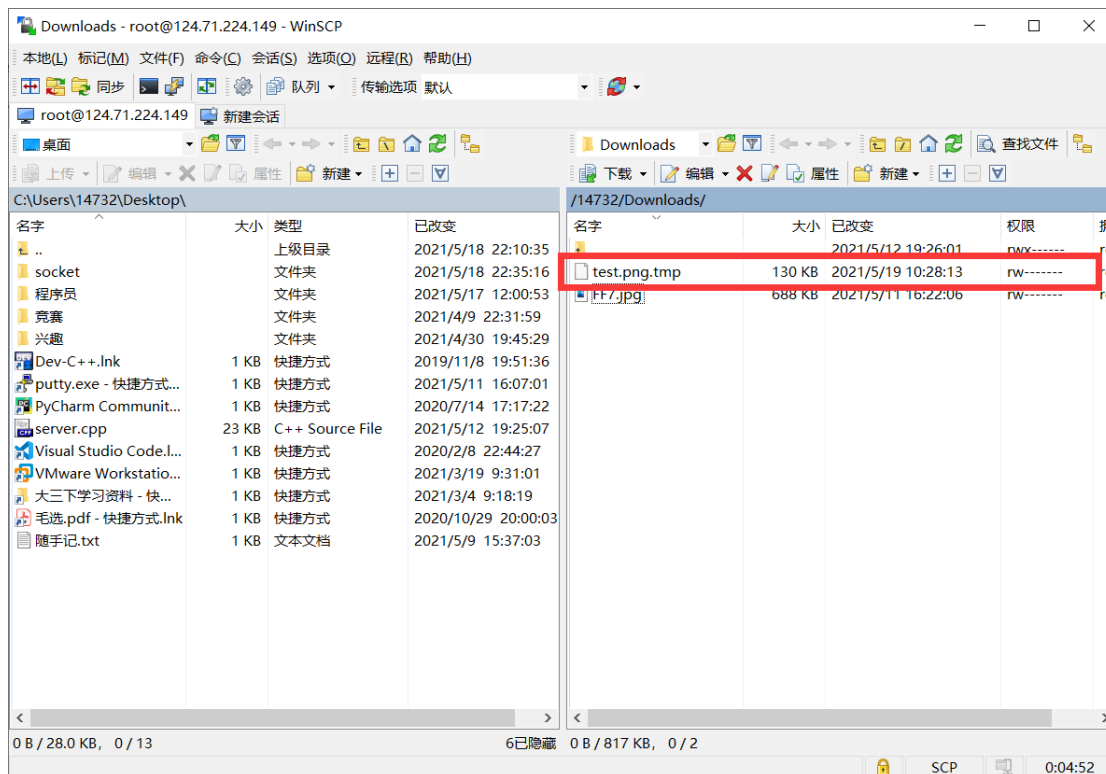 Downloads - root@124.71.224.149 - WinSCP
本地(L) 标记(M) 文件(F) 命令(C) 会话(S) 选项(O) 远程(R) 帮助(H)
同步 队列 传输选项 默认
root@124.71.224.149 新建会话
桌面 Downloads 查找文件
上传 编辑 属性 新建 下载 编辑 属性 新建
C:\Users\14732\Desktop\ /14732/Downloads/
名字 大小 类型 已改变 名字 大小 已改变 权限
.. 上级目录 2021/5/18 22:10:35 2021/5/12 19:26:01 rwx------
socket 文件夹 2021/5/18 22:35:16 test.png.tmp 130 KB 2021/5/19 10:28:13 rw-------
程序员 文件夹 2021/5/17 12:00:53 FF7.jpg 688 KB 2021/5/11 16:22:06 rw-------
竞赛 文件夹 2021/4/9 22:31:59
兴趣 文件夹 2021/4/30 19:45:29
Dev-C++.lnk 1 KB 快捷方式 2019/11/8 19:51:36
putty.exe - 快捷方式... 1 KB 快捷方式 2021/5/11 16:07:01
PyCharm Communit... 1 KB 快捷方式 2020/7/14 17:17:22
server.cpp 23 KB C++ Source File 2021/5/12 19:25:07
Visual Studio Code.l... 1 KB 快捷方式 2020/2/8 22:44:27
VMware Workstatio... 1 KB 快捷方式 2021/3/19 9:31:01
大三下学习资料 - 快... 1 KB 快捷方式 2021/3/4 9:18:19
毛选.pdf - 快捷方式.lnk 1 KB 快捷方式 2020/10/29 20:00:03
随手记.txt 1 KB 文本文档 2021/5/9 15:37:03
0 B / 28.0 KB, 0 / 13 6已隐藏 0 B / 817 KB, 0 / 2
SCP 0:04:52